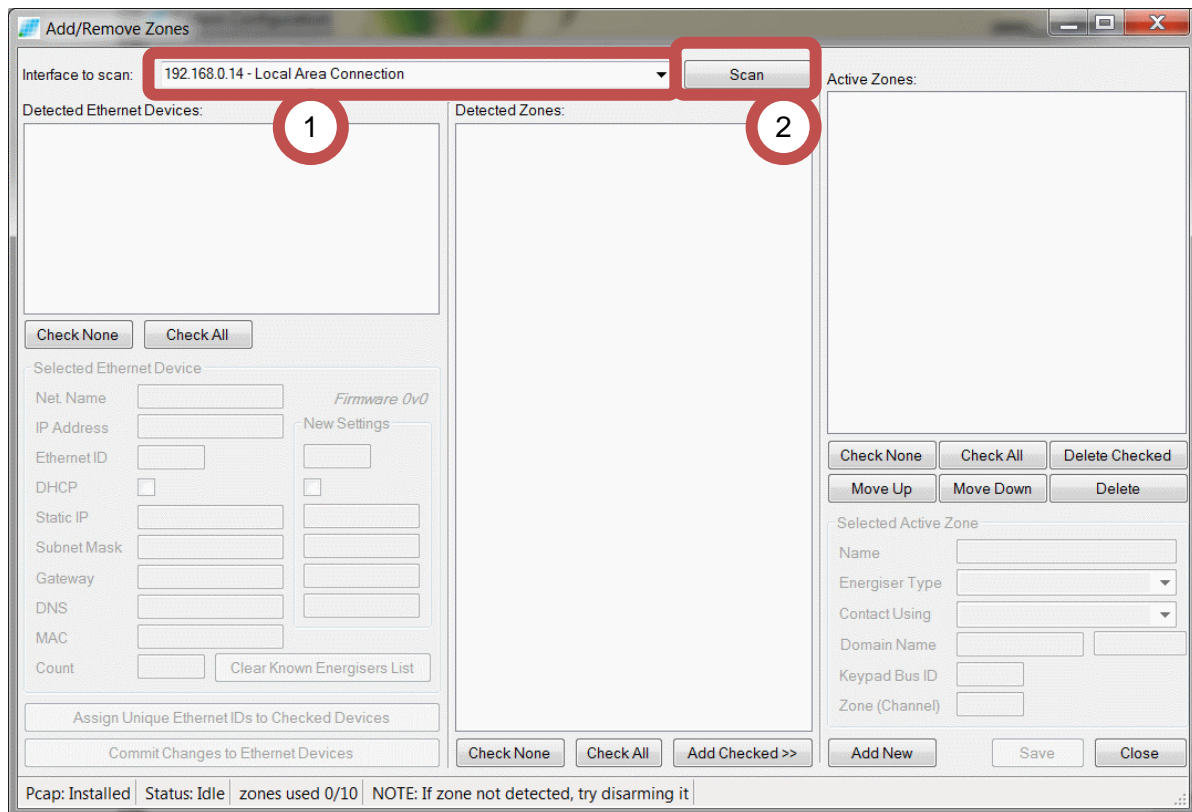 Add/Remove Zones
Interface to scan: 192.168.0.14 - Local Area Connection Scan
1
2
Detected Ethernet Devices:
Check None Check All
Selected Ethernet Device
Net. Name Firmware 0v0
IP Address New Settings
Ethernet ID
DHCP
Static IP
Subnet Mask
Gateway
DNS
MAC
Count Clear Known Energisers List
Assign Unique Ethernet IDs to Checked Devices
Commit Changes to Ethernet Devices
Detected Zones:
Check None Check All Add Checked >>
Active Zones:
Check None Check All Delete Checked
Move Up Move Down Delete
Selected Active Zone
Name
Energiser Type
Contact Using
Domain Name
Keypad Bus ID
Zone (Channel)
Add New Save Close
Pcap: Installed Status: Idle zones used 0/10 NOTE: If zone not detected, try disarming it